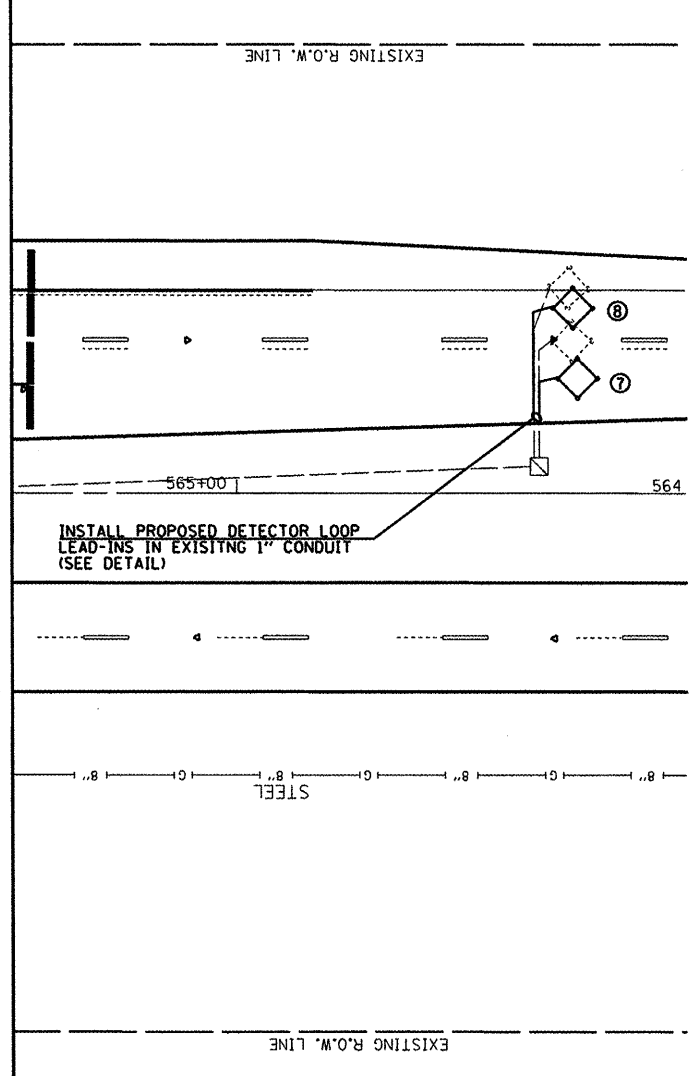 EXISTING R.O.W. LINE
8
7
565+00
564
INSTALL PROPOSED DETECTOR LOOP
LEAD-INS IN EXISITNG 1" CONDUIT
(SEE DETAIL)
8" G 8" G 8" G 8"
STEEL
EXISTING R.O.W. LINE